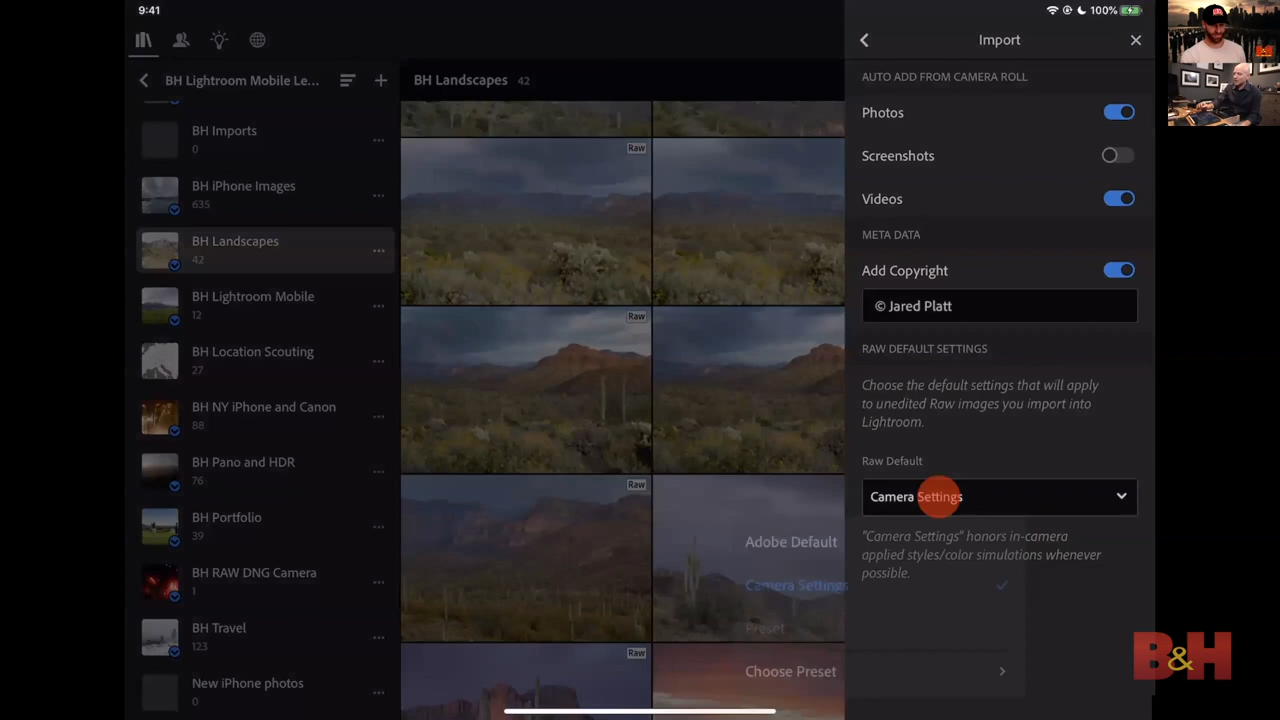 9:41
100%
BH Lightroom Mobile Le...
BH Imports
0
BH iPhone Images
635
BH Landscapes
42
BH Lightroom Mobile
12
BH Location Scouting
27
BH NY iPhone and Canon
88
BH Pano and HDR
76
BH Portfolio
39
BH RAW DNG Camera
1
BH Travel
123
New iPhone photos
0
BH Landscapes 42
Raw
Raw
Raw
Raw
Adobe Default
Camera Settings
Preset
Choose Preset
Import
AUTO ADD FROM CAMERA ROLL
Photos
Screenshots
Videos
META DATA
Add Copyright
© Jared Platt
RAW DEFAULT SETTINGS
Choose the default settings that will apply
to unedited Raw images you import into
Lightroom.
Raw Default
Camera Settings
"Camera Settings" honors in-camera
applied styles/color simulations whenever
possible.
B&H